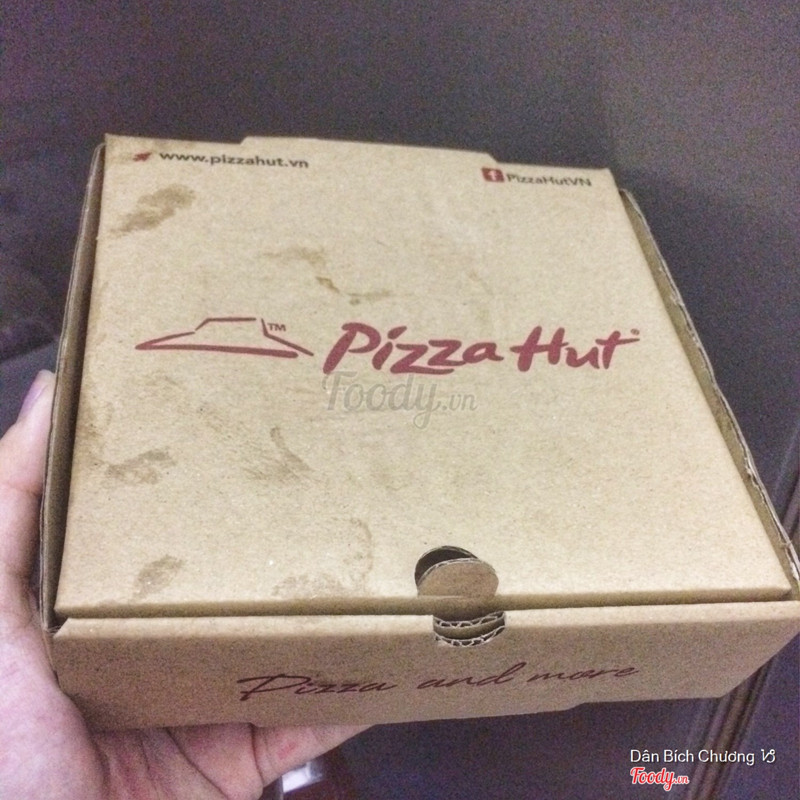 www.pizzahut.vn
f PizzaHutVN
TM Pizza Hut®
Foody.vn
Pizza and more
Dân Bích Chương
Foody.vn